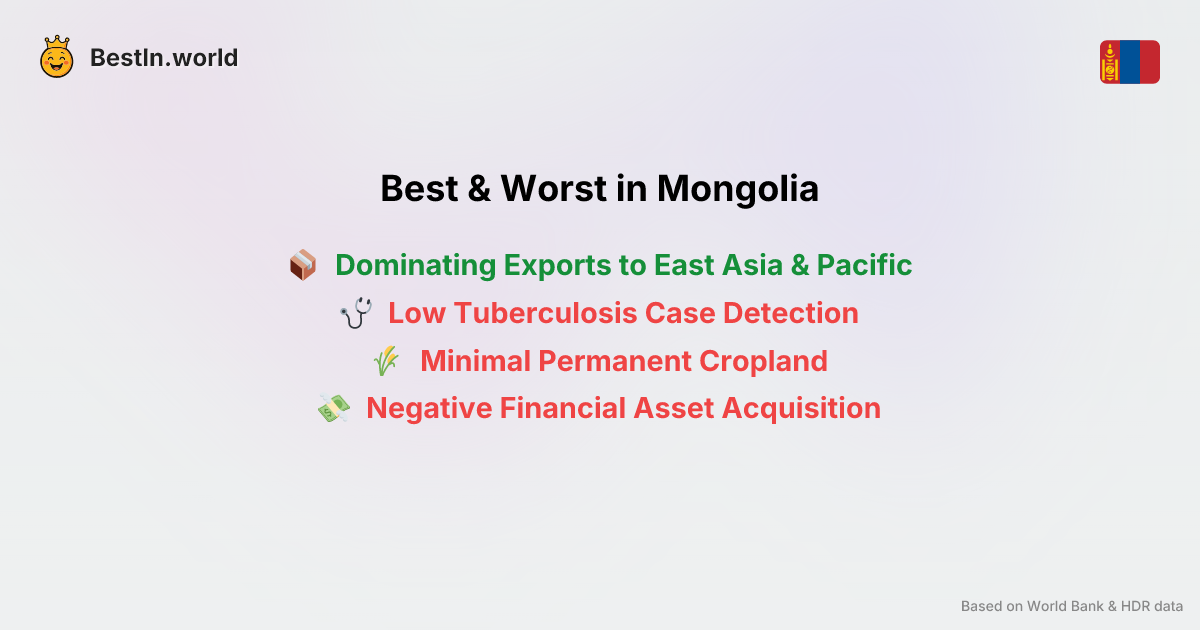 BestIn.world
Best & Worst in Mongolia
Dominating Exports to East Asia & Pacific
Low Tuberculosis Case Detection
Minimal Permanent Cropland
Negative Financial Asset Acquisition
Based on World Bank & HDR data